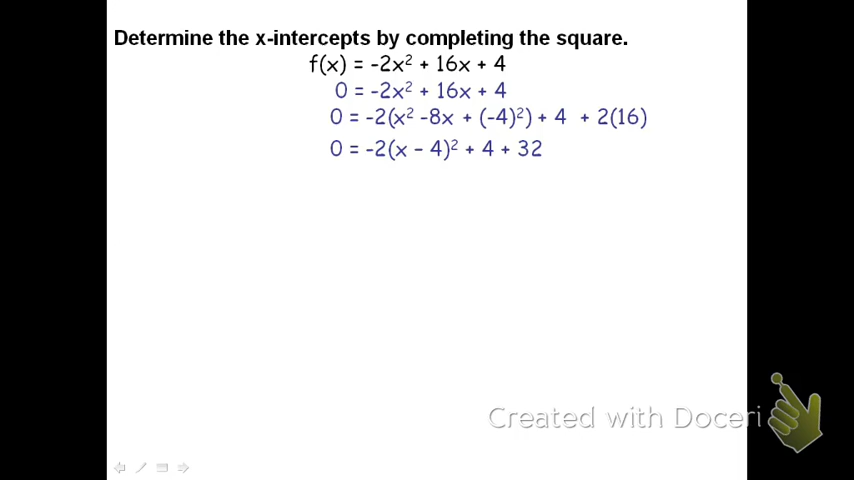 Determine the x-intercepts by completing the square.
f(x) = -2x² + 16x + 4
0 = -2x² + 16x + 4
0 = -2(x² -8x + (-4)²) + 4 + 2(16)
0 = -2(x - 4)² + 4 + 32
Created with Doceri